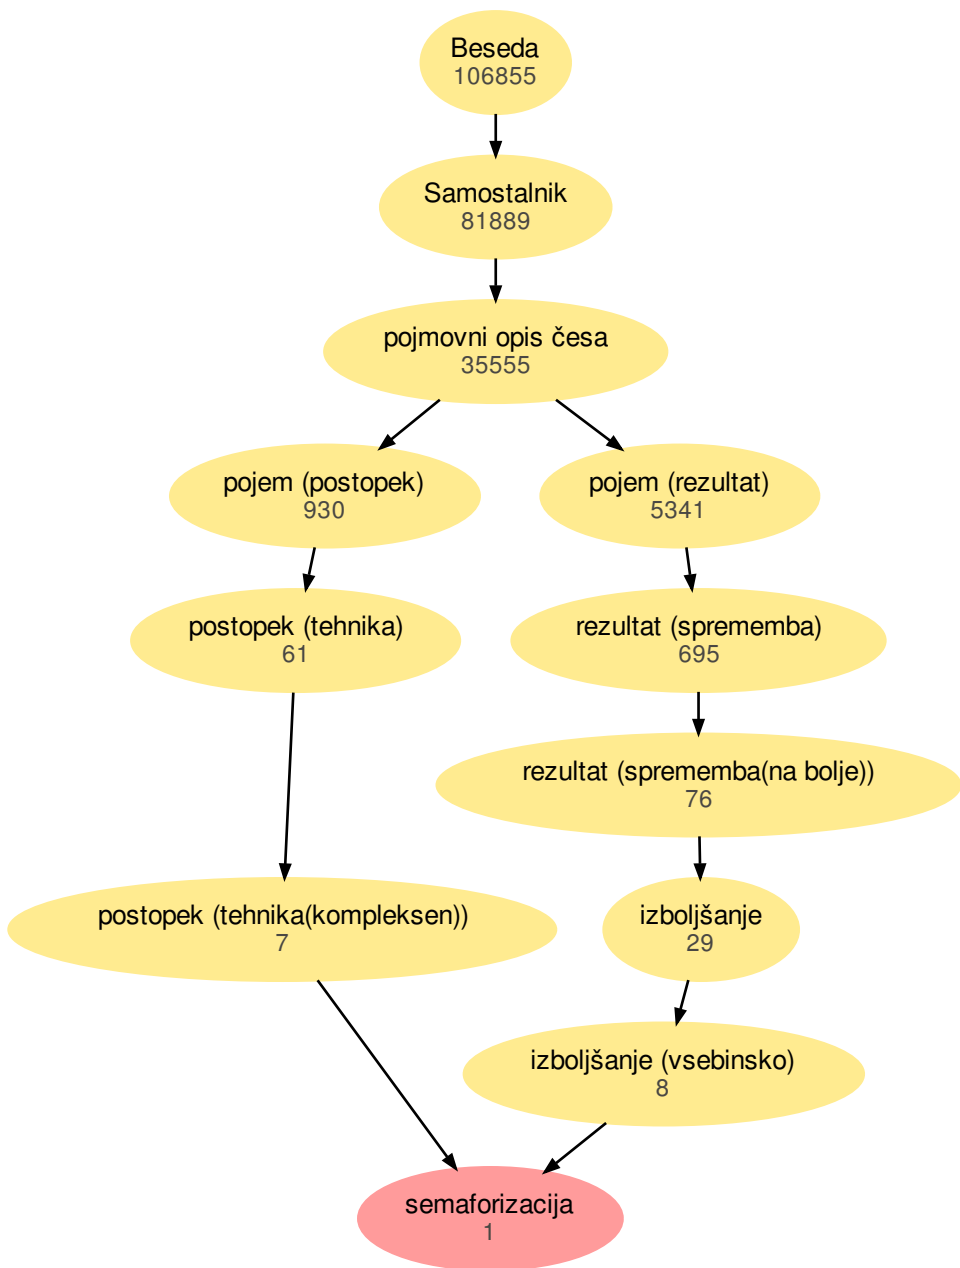 Beseda
106855
Samostalnik
81889
pojmovni opis česa
35555
pojem (postopek)
930
pojem (rezultat)
5341
postopek (tehnika)
61
rezultat (sprememba)
695
rezultat (sprememba(na bolje))
76
postopek (tehnika(kompleksen))
7
izboljšanje
29
izboljšanje (vsebinsko)
8
semaforizacija
1